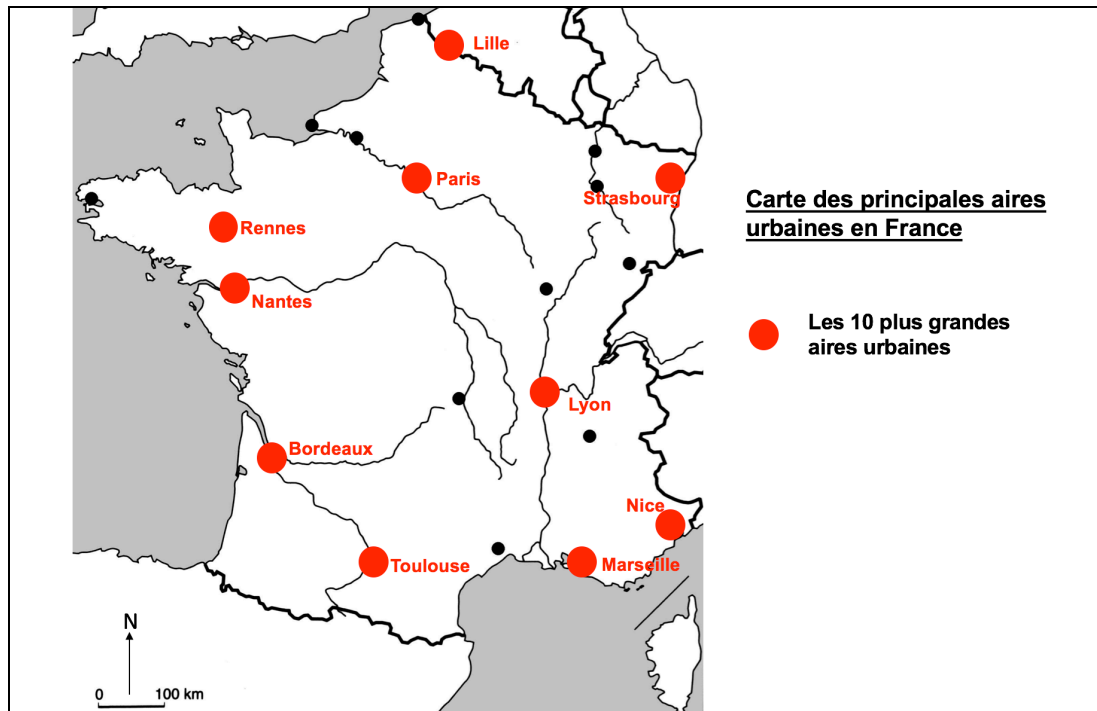 Lille
Paris
Strasbourg
Rennes
Nantes
Lyon
Bordeaux
Nice
Toulouse
Marseille
N
0 100 km
Carte des principales aires
urbaines en France
Les 10 plus grandes
aires urbaines